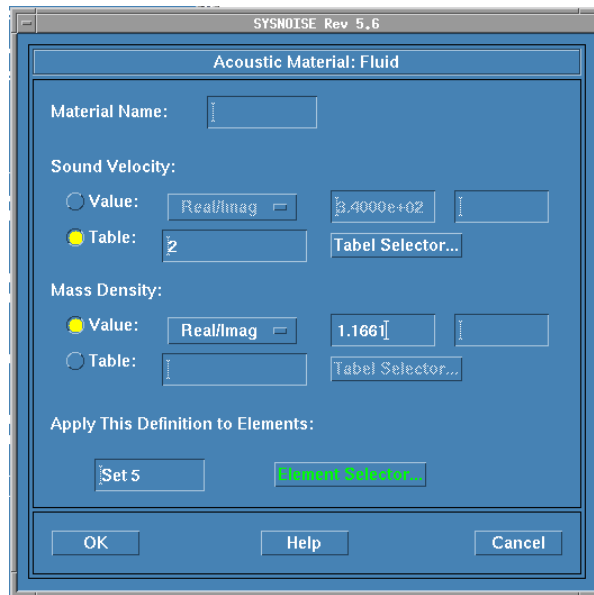 SYSNOISE Rev 5.6
Acoustic Material: Fluid
Material Name:
Sound Velocity:
Value: Real/Imag 3.4000e+02
Table: 2 Tabel Selector...
Mass Density:
Value: Real/Imag 1.1661
Table: Tabel Selector...
Apply This Definition to Elements:
Set 5 Element Selector...
OK Help Cancel